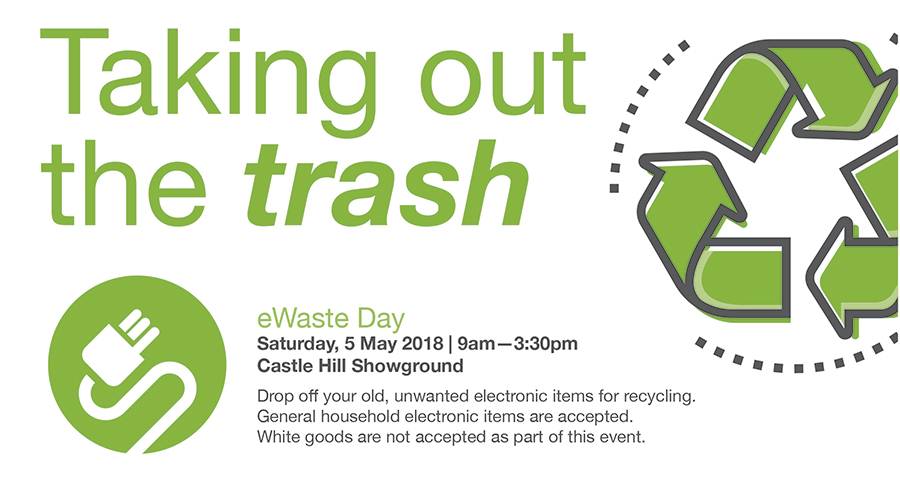 Taking out
the trash
eWaste Day
Saturday, 5 May 2018 | 9am—3:30pm
Castle Hill Showground
Drop off your old, unwanted electronic items for recycling.
General household electronic items are accepted.
White goods are not accepted as part of this event.